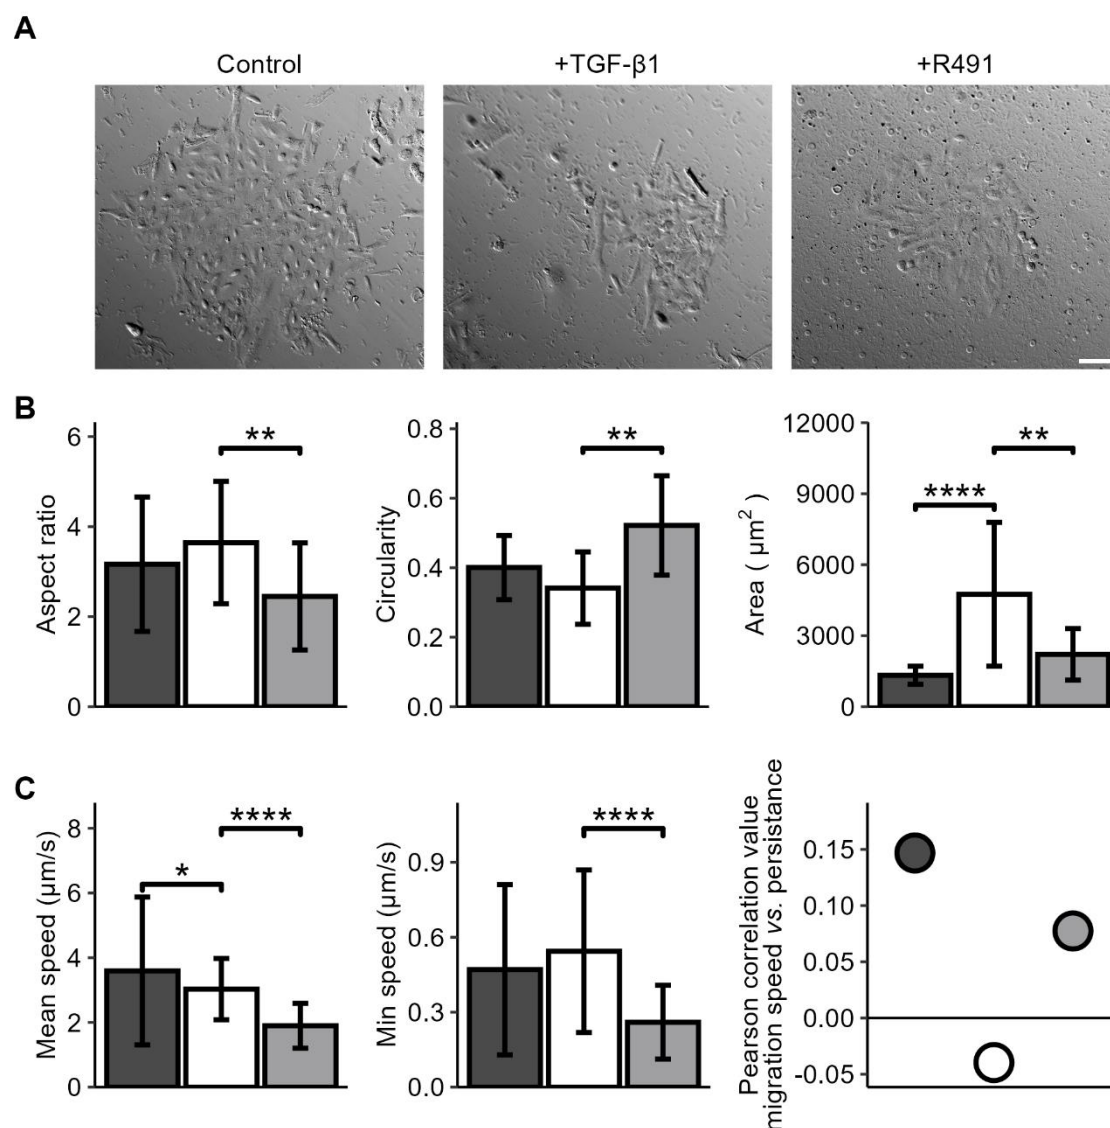 A
Control
+TGF-β1
+R491
B
Aspect ratio
6
4
2
0
**
Circularity
0.8
0.6
0.4
0.2
0.0
**
Area ( µm²)
12000
9000
6000
3000
0
****
**
C
Mean speed (µm/s)
8
6
4
2
0
*
****
Min speed (µm/s)
0.9
0.6
0.3
0.0
****
Pearson correlation value
migration speed vs. persistance
0.15
0.10
0.05
0.00
-0.05